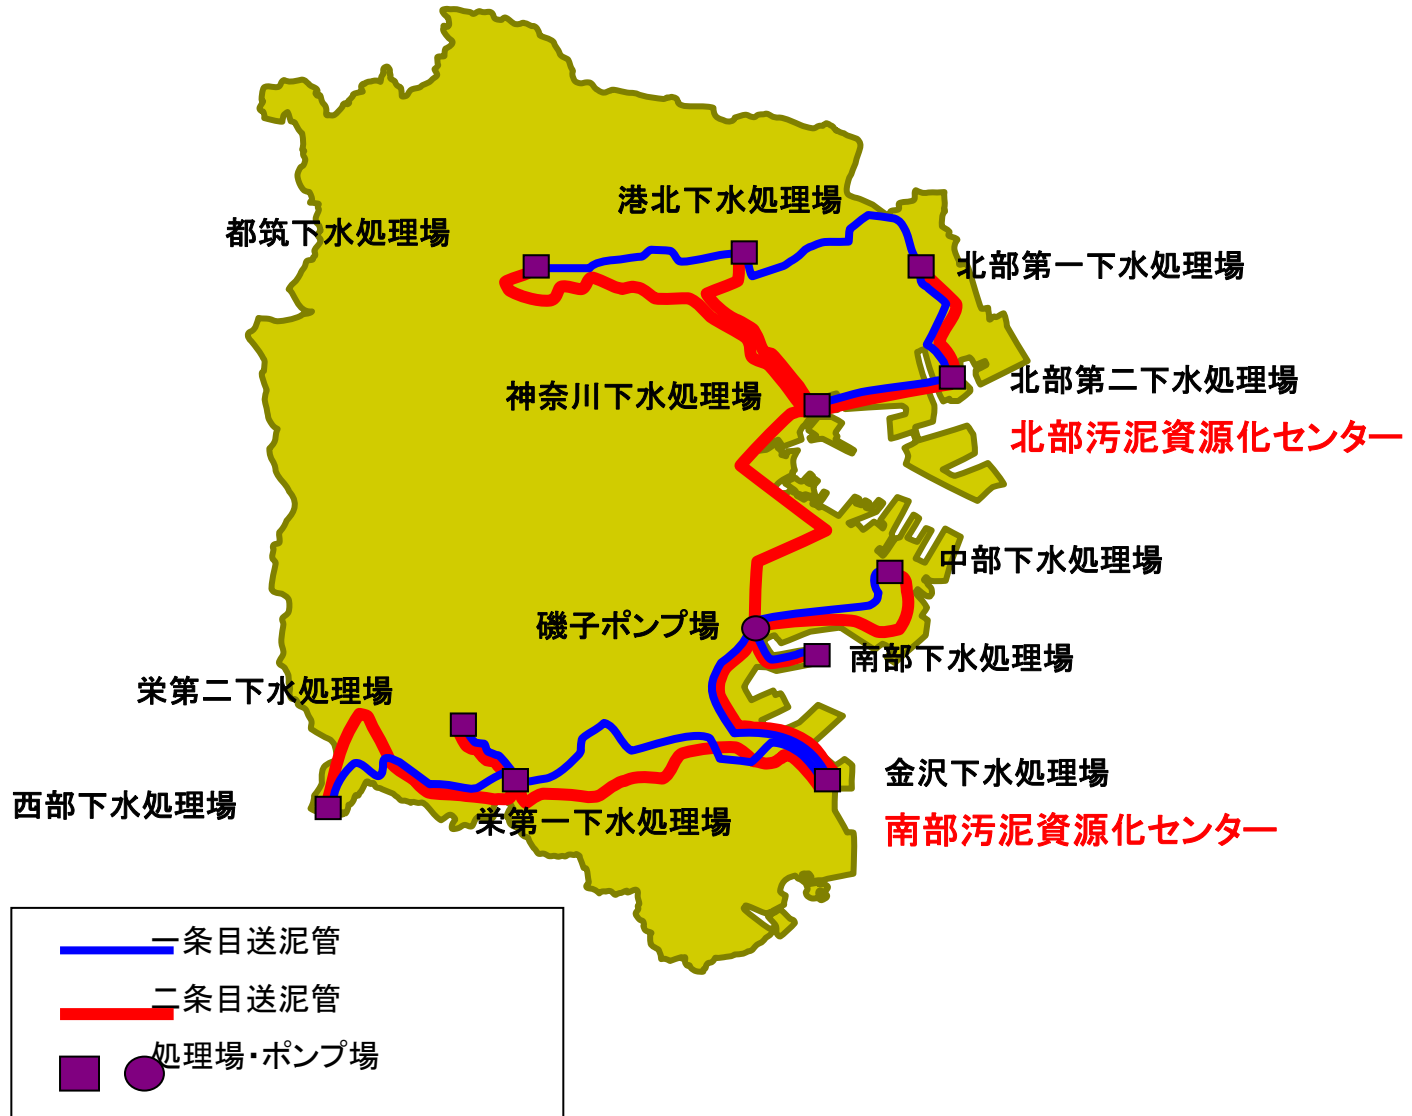 港北下水処理場
都筑下水処理場
北部第一下水処理場
北部第二下水処理場
神奈川下水処理場
北部汚泥資源化センター
中部下水処理場
磯子ポンプ場
南部下水処理場
栄第二下水処理場
金沢下水処理場
西部下水処理場
栄第一下水処理場
南部汚泥資源化センター
一条目送泥管
二条目送泥管
処理場・ポンプ場